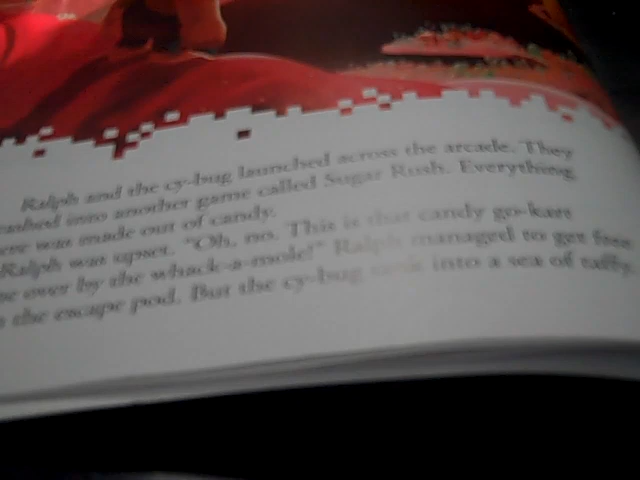 Ralph and the cy-bug launched across the arcade. They
into another game called Sugar Rush. Everything
was made out of candy.
Ralph was upset. "Oh, no. This is that candy go-kart
over by the whack-a-mole!" Ralph managed to get free
the escape pod. But the cy-bug sank into a sea of taffy.